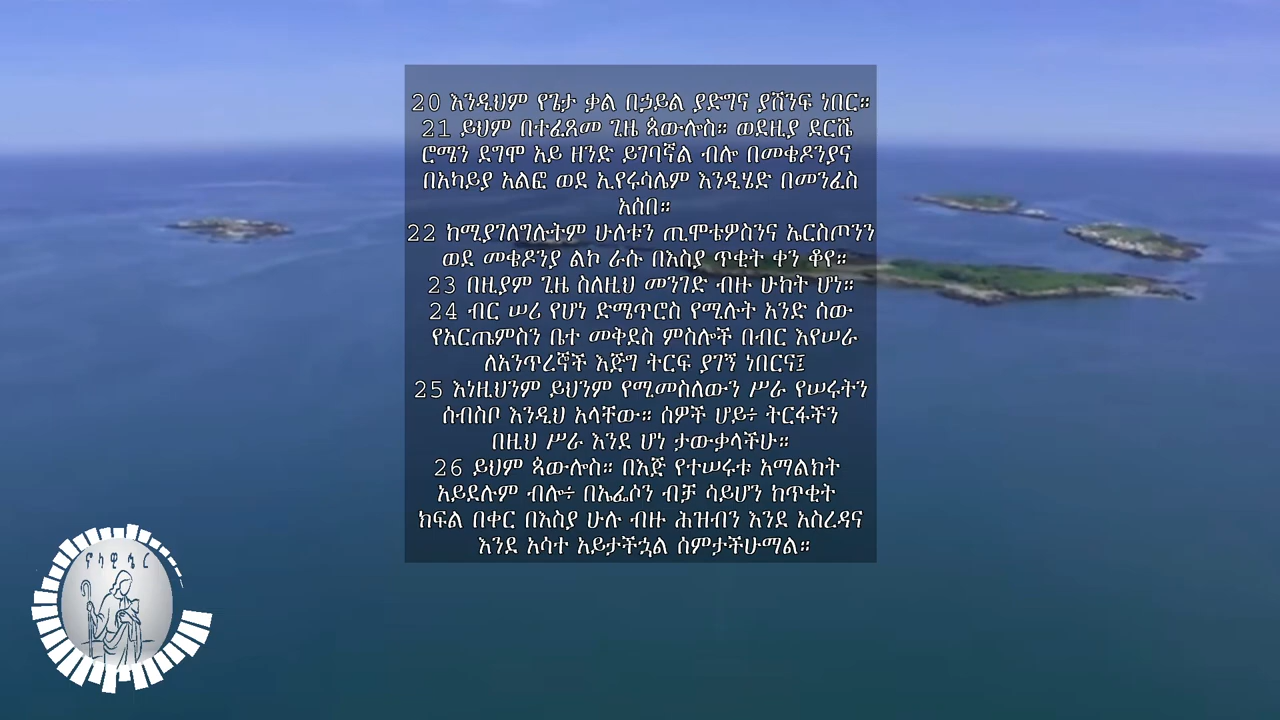 20 እንዲህም የጌታ ቃል በኃይል ያድግና ያሸንፍ ነበር።
21 ይህም በተፈጸመ ጊዜ ጳውሎስ። ወደዚያ ደርሼ
ሮሜን ደግሞ አይ ዘንድ ይገባኛል ብሎ በመቄዶንያና
በአካይያ አልፎ ወደ ኢየሩሳሌም እንዲሄድ በመንፈስ
አሰበ።
22 ከሚያገለግሉትም ሁለቱን ጢሞቴዎስንና ኤርስጦንን
ወደ መቄዶንያ ልኮ ራሱ በእስያ ጥቂት ቀን ቆየ።
23 በዚያም ጊዜ ስለዚህ መንገድ ብዙ ሁከት ሆነ።
24 ብር ሠሪ የሆነ ድሜጥሮስ የሚሉት አንድ ሰው
የአርጤምስን ቤተ መቅደስ ምስሎች በብር እየሠራ
ለአንጥረኞች እጅግ ትርፍ ያገኝ ነበርና፤
25 እነዚህንም ይህንም የሚመስለውን ሥራ የሠሩትን
ሰብስቦ እንዲህ አላቸው። ሰዎች ሆይ፥ ትርፋችን
በዚህ ሥራ እንደ ሆነ ታውቃላችሁ።
26 ይህም ጳውሎስ። በእጅ የተሠሩቱ አማልክት
አይደሉም ብሎ፥ በኤፌሶን ብቻ ሳይሆን ከጥቂት
ክፍል በቀር በእስያ ሁሉ ብዙ ሕዝብን እንደ አስረዳና
እንደ አሳተ አይታችኋል ሰምታችሁማል።